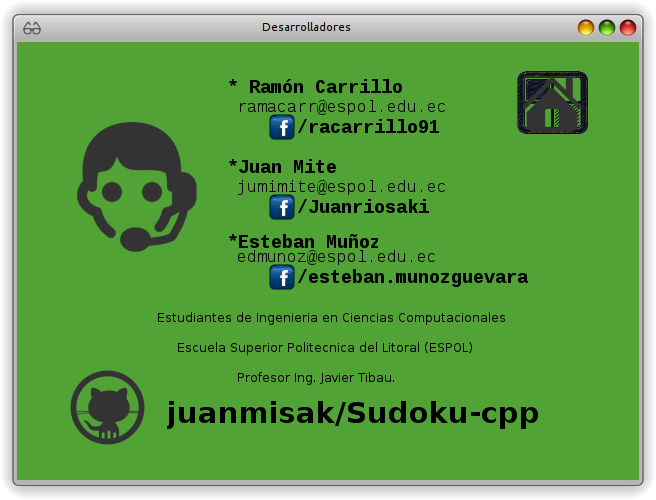 Desarrolladores
* Ramón Carrillo
ramacarr@espol.edu.ec
f /racarrillo91
*Juan Mite
jumimite@espol.edu.ec
f /Juanriosaki
*Esteban Muñoz
edmunoz@espol.edu.ec
f /esteban.munozguevara
Estudiantes de Ingenieria en Ciencias Computacionales
Escuela Superior Politecnica del Litoral (ESPOL)
Profesor Ing. Javier Tibau.
juanmisak/Sudoku-cpp